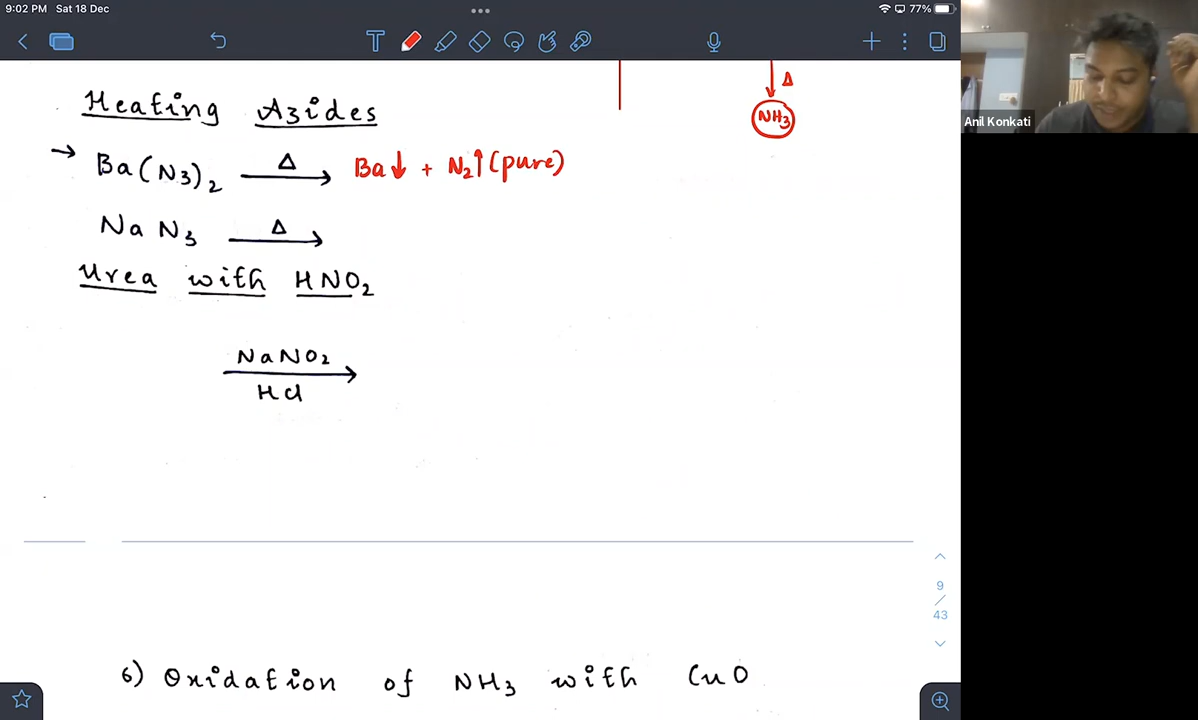 9:02 PM Sat 18 Dec
77%
Δ
NH3
Anil Konkati
Heating Azides
→ Ba(N3)2 Δ→ Ba↓ + N2↑(pure)
NaN3 Δ→
Urea with HNO2
NaNO2
HCl
9
/
43
6) Oxidation of NH3 with CuO